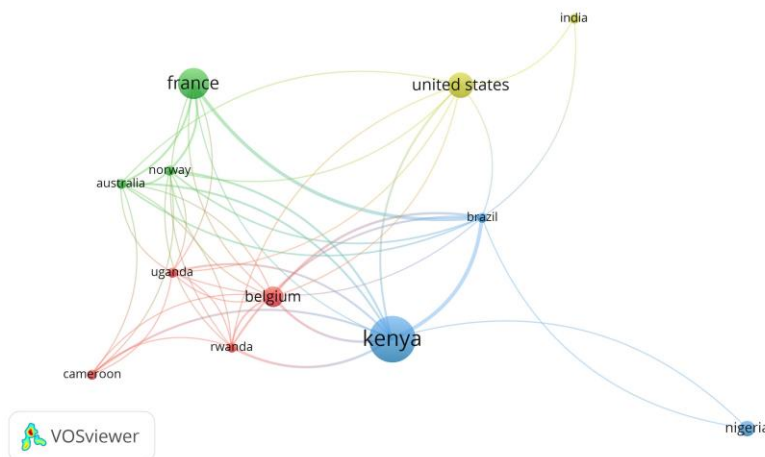 india
france
united states
norway
australia
brazil
uganda
belgium
kenya
rwanda
cameroon
nigeria
VOSviewer